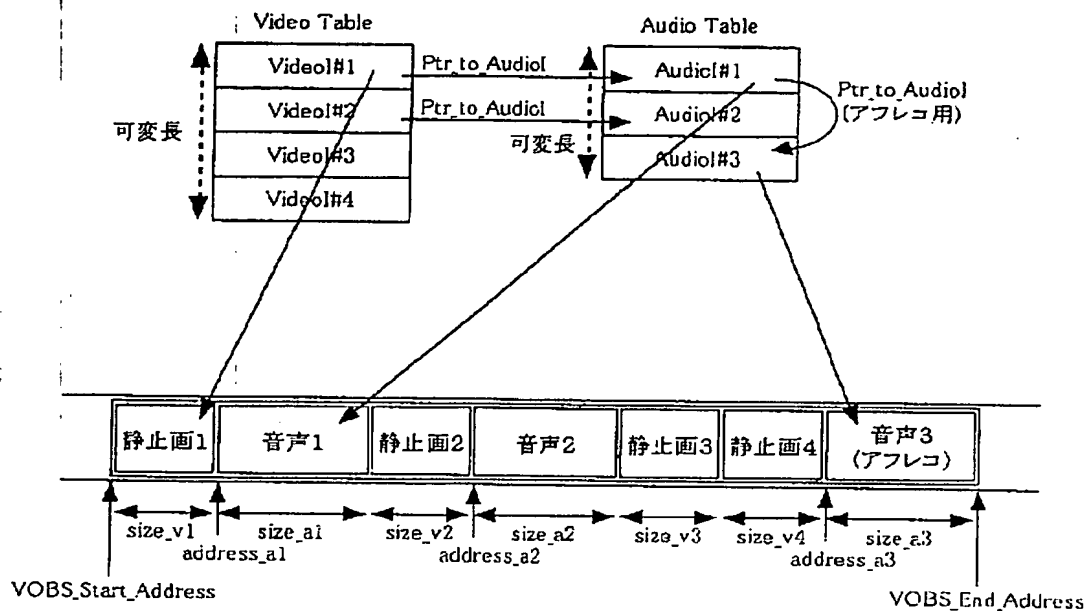 Video Table
Audio Table
VideoI#1
VideoI#2
VideoI#3
VideoI#4
可変長
Ptr_to_AudioI
Ptr_to_AudioI
可変長
AudioI#1
AudioI#2
AudioI#3
Ptr_to_AudioI
(アフレコ用)
静止画1
音声1
静止画2
音声2
静止画3
静止画4
音声3
(アフレコ)
size_v1
size_a1
size_v2
size_a2
size_v3
size_v4
size_a3
address_a1
address_a2
address_a3
VOBS_Start_Address
VOBS_End_Address